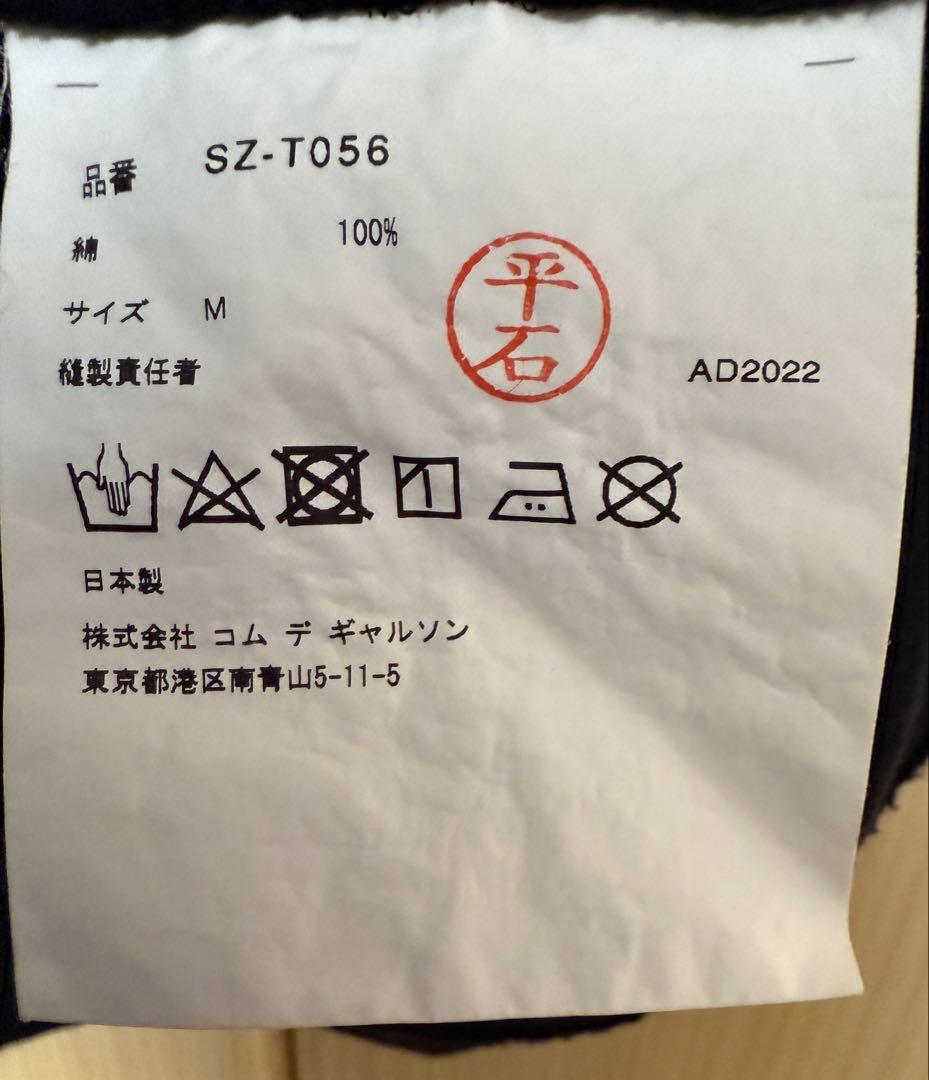 品番 SZ-T056
綿 100%
サイズ M
平石
縫製責任者 AD2022
日本製
株式会社 コム デ ギャルソン
東京都港区南青山5-11-5